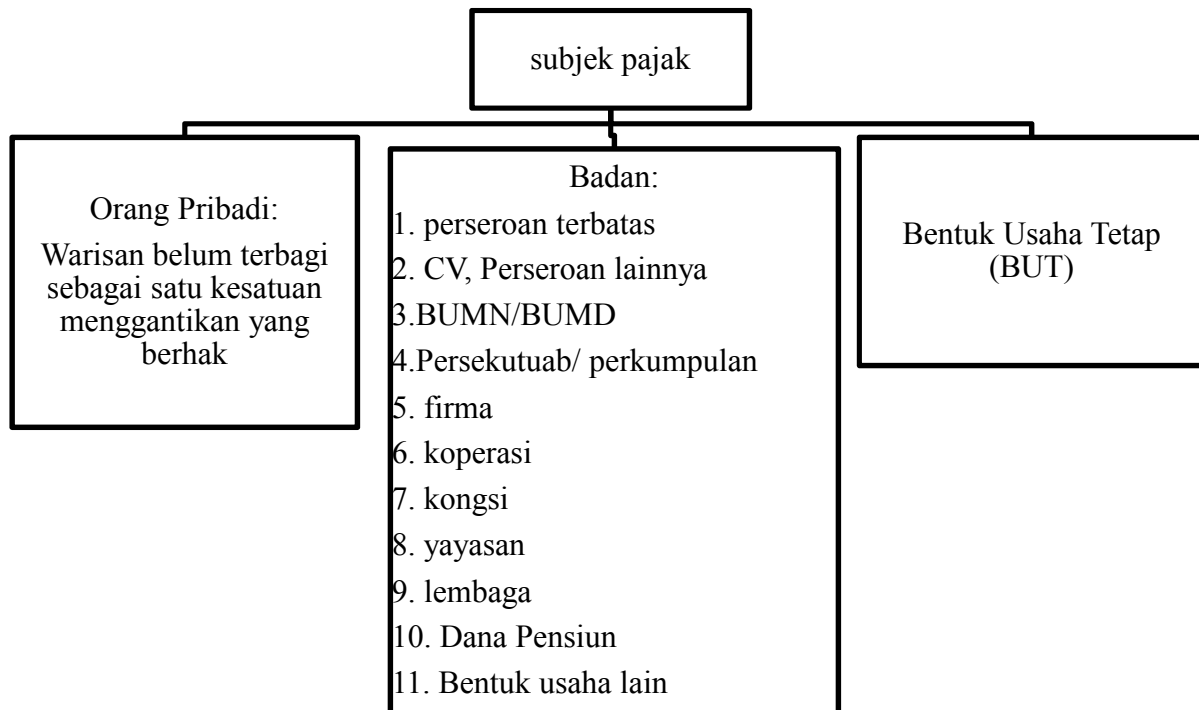 subjek pajak
Orang Pribadi:
Warisan belum terbagi
sebagai satu kesatuan
menggantikan yang
berhak
Badan:
1. perseroan terbatas
2. CV, Perseroan lainnya
3.BUMN/BUMD
4.Persekutuab/ perkumpulan
5. firma
6. koperasi
7. kongsi
8. yayasan
9. lembaga
10. Dana Pensiun
11. Bentuk usaha lain
Bentuk Usaha Tetap
(BUT)